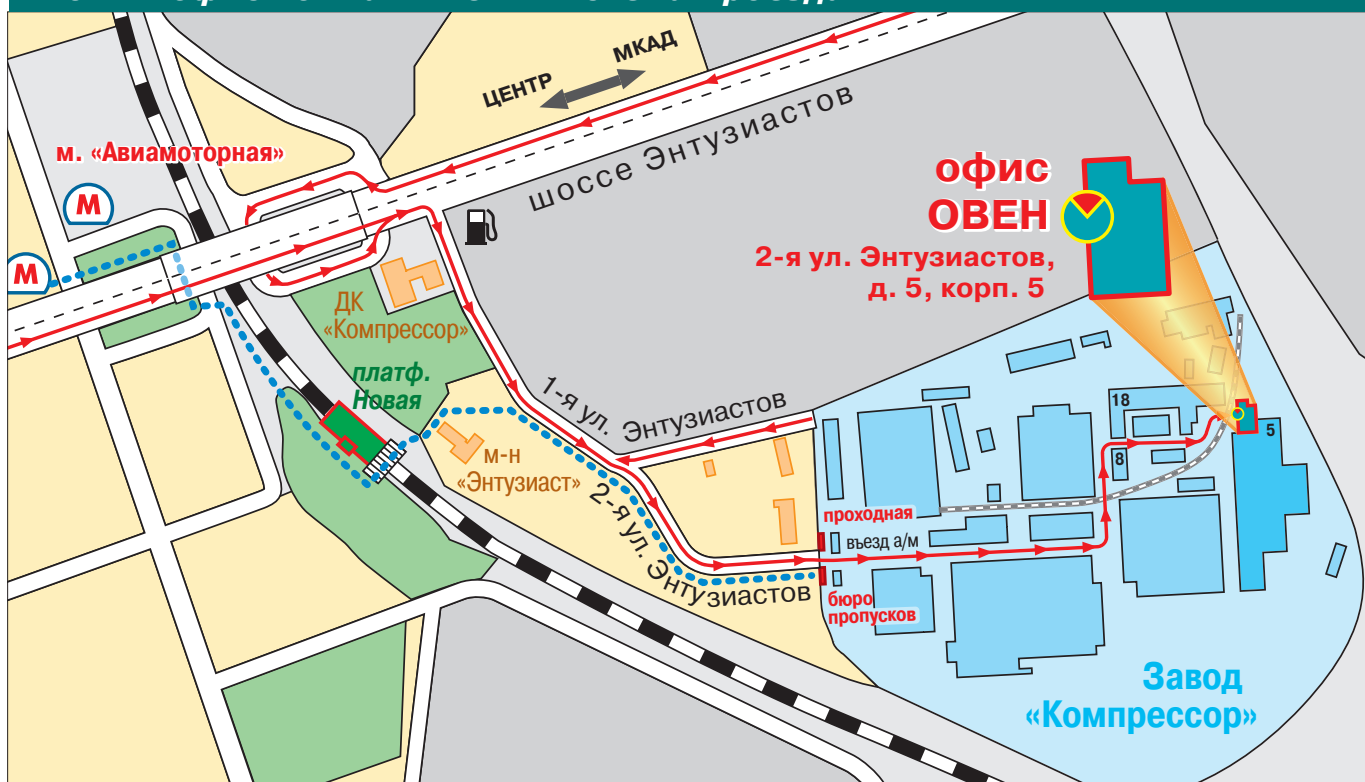 ЦЕНТР
МКАД
м. «Авиамоторная»
М
М
шоссе Энтузиастов
офис
ОВЕН
2-я ул. Энтузиастов,
д. 5, корп. 5
ДК
«Компрессор»
платф.
Новая
1-я ул. Энтузиастов
м-н
«Энтузиаст»
2-я ул. Энтузиастов
18
8
5
проходная
въезд а/м
бюро
пропусков
Завод
«Компрессор»